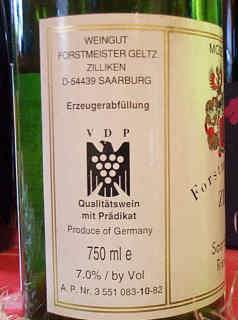 WEINGUT
FORSTMEISTER GELTZ
ZILLIKEN
D-54439 SAARBURG
Erzeugerabfüllung
VDP
Qualitätswein
mit Prädikat
Produce of Germany
750 ml e
7.0% / by Vol
A. P. Nr. 3 551 083-10-82